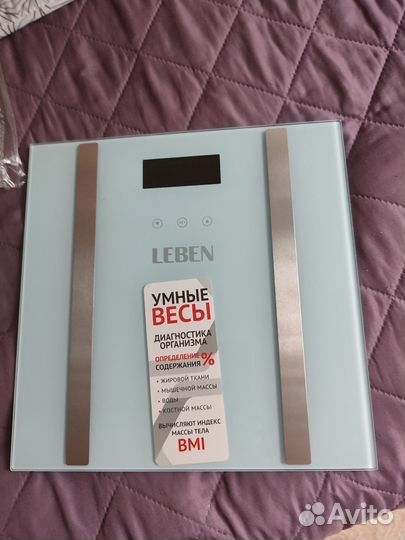 LEBEN
УМНЫЕ
ВЕСЫ
ДИАГНОСТИКА
ОРГАНИЗМА
ОПРЕДЕЛЕНИЕ
СОДЕРЖАНИЯ %
• ЖИРОВОЙ ТКАНИ
• МЫШЕЧНОЙ МАССЫ
• ВОДЫ
• КОСТНОЙ МАССЫ
ВЫЧИСЛЯЮТ ИНДЕКС
МАССЫ ТЕЛА
BMI
Avito